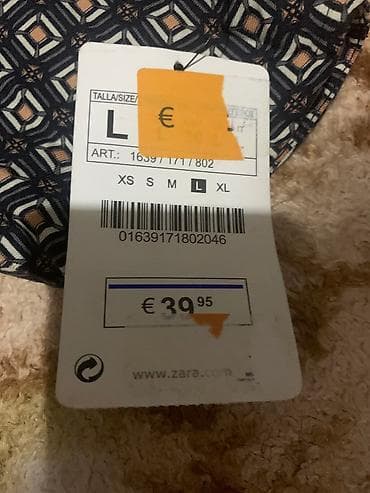 TALLA/SIZE/
L
€
ART.: 1639 / 171 / 802
XS S M L XL
01639171802046
€ 39,95
www.zara.com